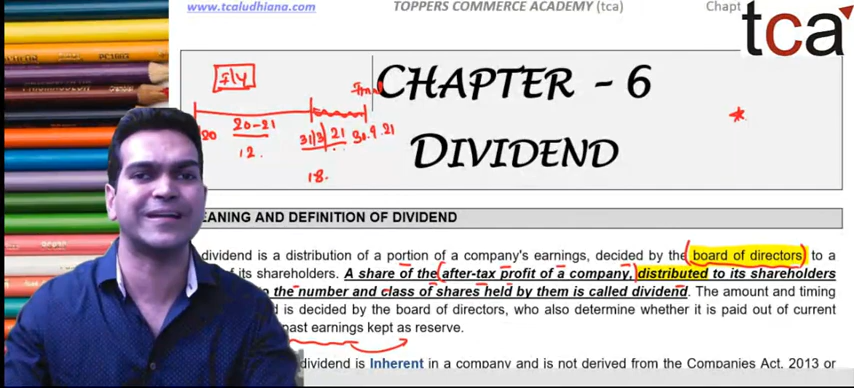 www.tcaludhiana.com TOPPERS COMMERCE ACADEMY (tca) Chapt
tca
CHAPTER – 6
DIVIDEND
F/Y
20-21
12.
31/3/21
30.9.21
18.
EANING AND DEFINITION OF DIVIDEND
dividend is a distribution of a portion of a company's earnings, decided by the board of directors to a
of its shareholders. A share of the after-tax profit of a company, distributed to its shareholders
the number and class of shares held by them is called dividend. The amount and timing
is decided by the board of directors, who also determine whether it is paid out of current
past earnings kept as reserve.
dividend is Inherent in a company and is not derived from the Companies Act, 2013 or